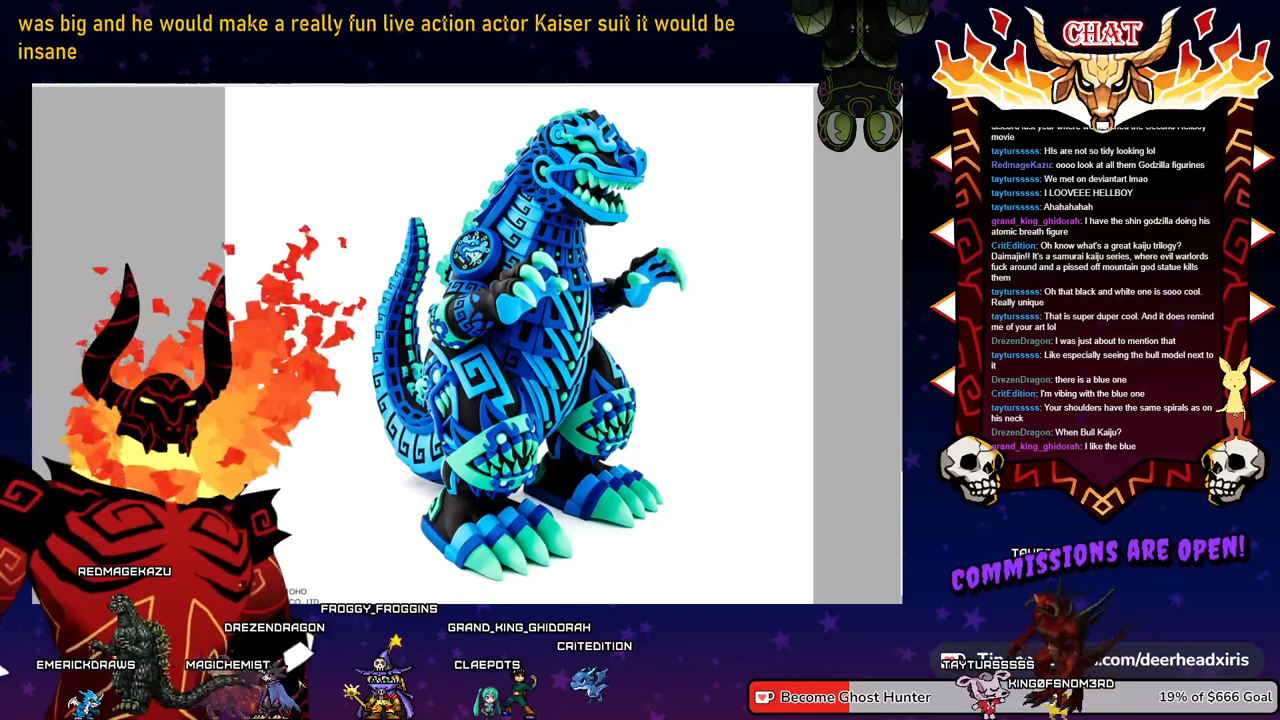 was big and he would make a really fun live action actor Kaiser suit it would be
insane
CHAT
movie
taytursssss: HIs are not so tidy looking lol
RedmageKazu: oooo look at all them Godzilla figurines
taytursssss: We met on deviantart lmao
taytursssss: I LOOVEEE HELLBOY
taytursssss: Ahahahahah
grand_king_ghidorah: I have the shin godzilla doing his
atomic breath figure
CritEdition: Oh know what's a great kaiju trilogy?
Daimajin!! It's a samurai kaiju series, where evil warlords
fuck around and a pissed off mountain god statue kills
them
taytursssss: Oh that black and white one is sooo cool.
Really unique
taytursssss: That is super duper cool. And it does remind
me of your art lol
DrezenDragon: I was just about to mention that
taytursssss: Like especially seeing the bull model next to
it
DrezenDragon: there is a blue one
CritEdition: I'm vibing with the blue one
taytursssss: Your shoulders have the same spirals as on
his neck
DrezenDragon: When Bull Kaiju?
grand_king_ghidorah: I like the blue
COMMISSIONS ARE OPEN!
REDMAGEKAZU
OHO
FROGGY_FROGGINS
DREZENDRAGON
GRAND_KING_GHIDORAH
CRITEDITION
EMERICKDRAWS
MAGICHEMIST
CLAEPOTS
.com/deerheadxiris
TAYTURSSSSS
KING0FSN0M3RD
Become Ghost Hunter
19% of $666 Goal